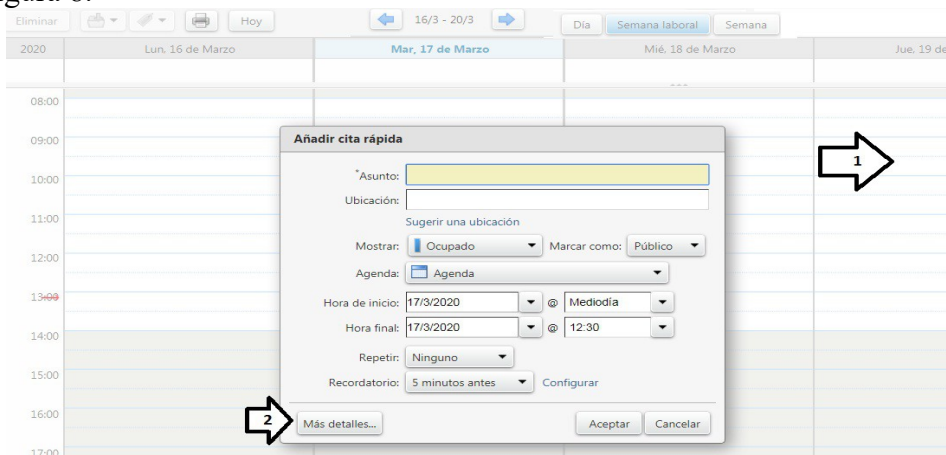 gura 6.
Eliminar Hoy 16/3 - 20/3 Día Semana laboral Semana
2020 Lun, 16 de Marzo Mar, 17 de Marzo Mié, 18 de Marzo Jue, 19 de
08:00
09:00
10:00
11:00
12:00
13:00
14:00
15:00
16:00
17:00
Añadir cita rápida
*Asunto:
Ubicación:
Sugerir una ubicación
Mostrar: Ocupado Marcar como: Público
Agenda: Agenda
Hora de inicio: 17/3/2020 @ Mediodía
Hora final: 17/3/2020 @ 12:30
Repetir: Ninguno
Recordatorio: 5 minutos antes Configurar
Más detalles... Aceptar Cancelar
1
2